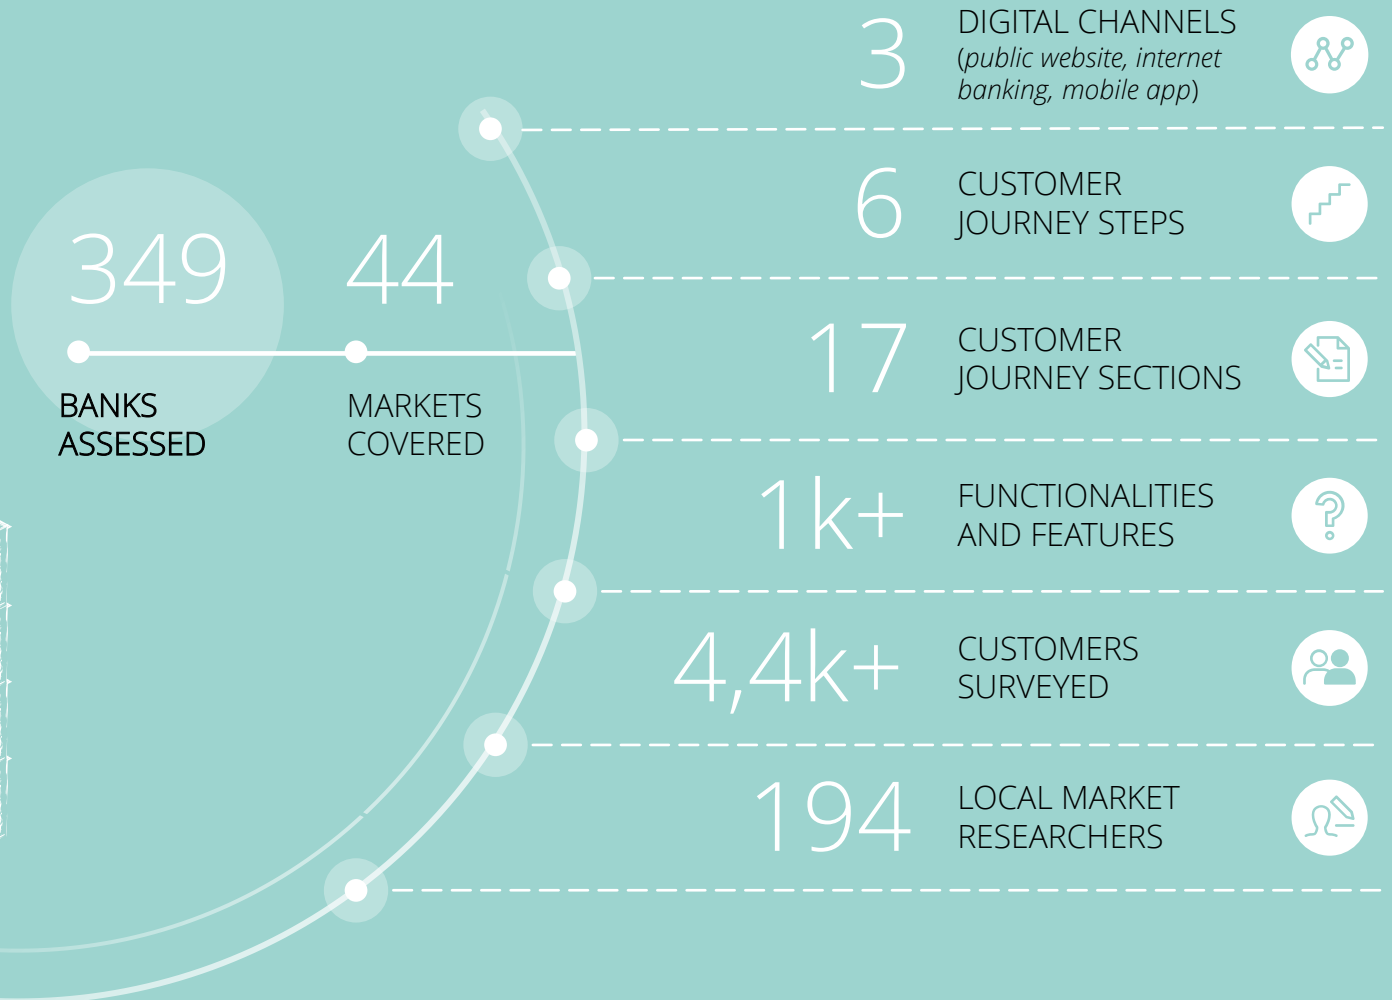 349
BANKS
ASSESSED
44
MARKETS
COVERED
3
DIGITAL CHANNELS
(public website, internet
banking, mobile app)
6
CUSTOMER
JOURNEY STEPS
17
CUSTOMER
JOURNEY SECTIONS
1k+
FUNCTIONALITIES
AND FEATURES
4,4k+
CUSTOMERS
SURVEYED
194
LOCAL MARKET
RESEARCHERS